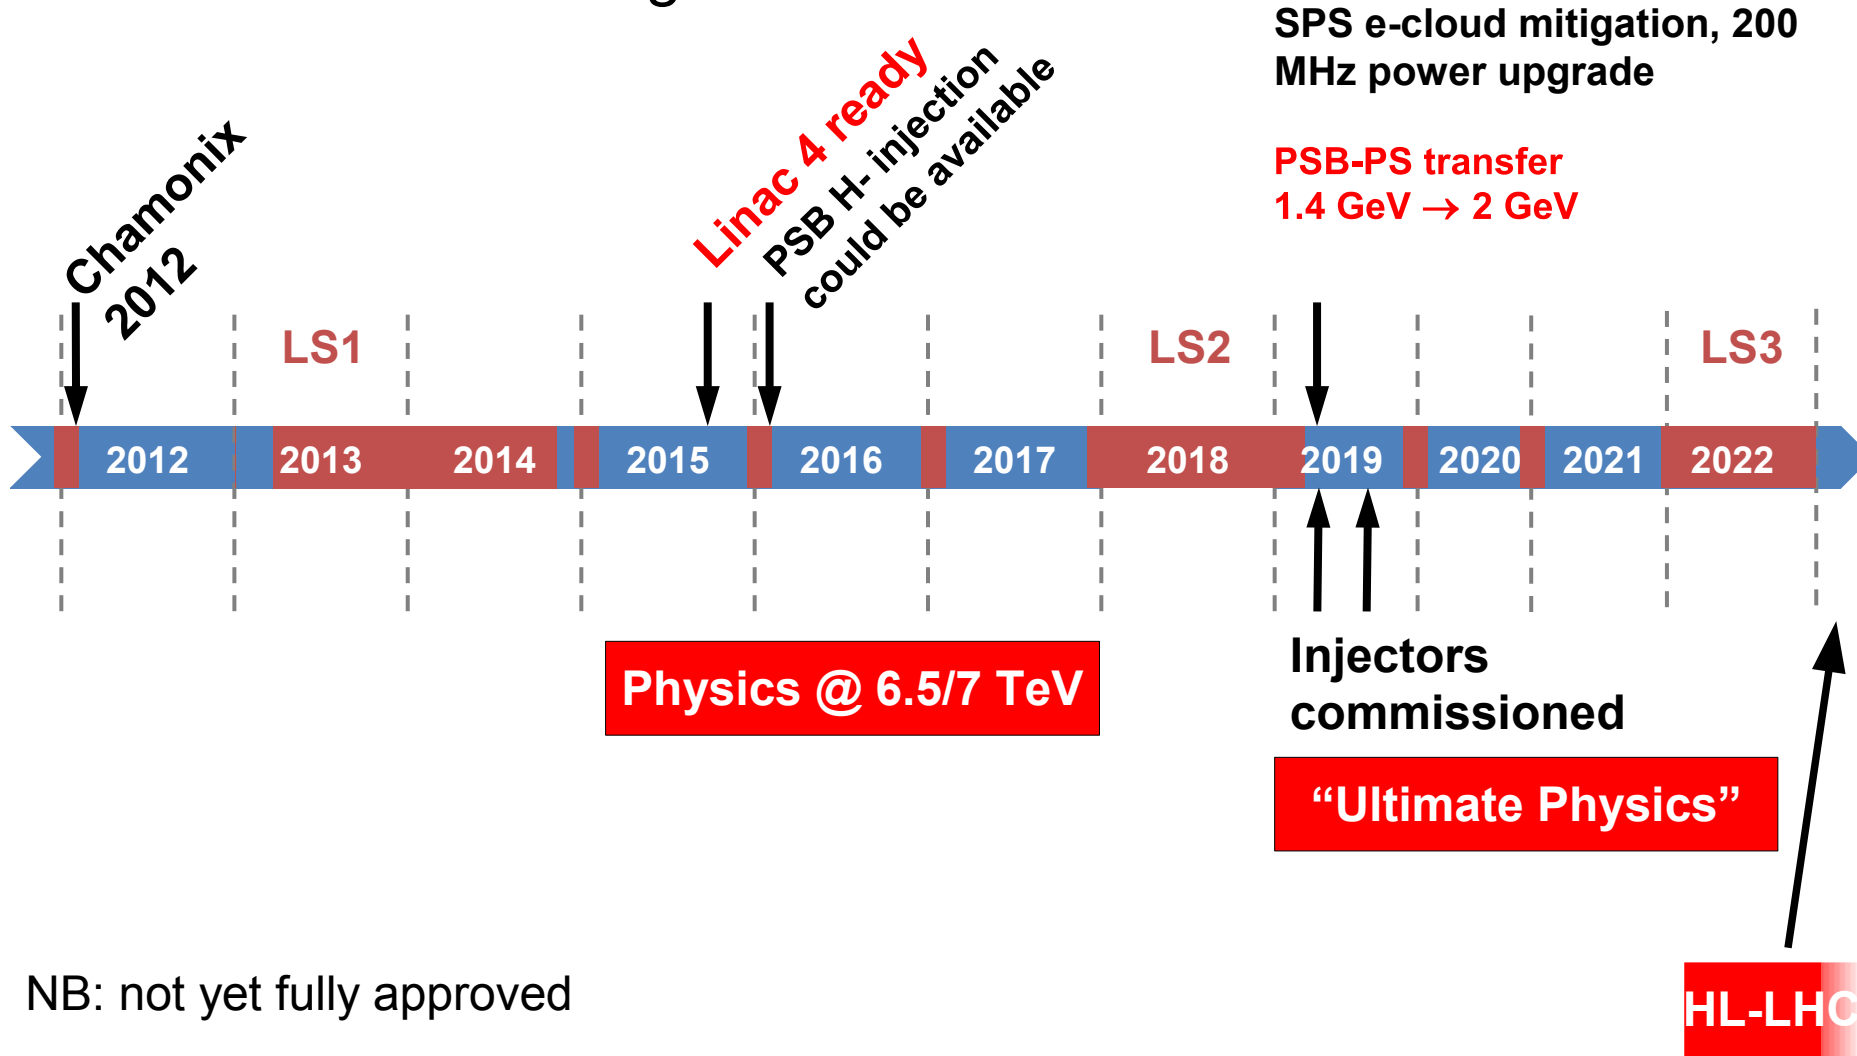 SPS e-cloud mitigation, 200
MHz power upgrade
PSB-PS transfer
1.4 GeV → 2 GeV
Chamonix
2012
Linac 4 ready
PSB H- injection
could be available
LS1
LS2
LS3
2012 2013 2014 2015 2016 2017 2018 2019 2020 2021 2022
Physics @ 6.5/7 TeV
Injectors
commissioned
“Ultimate Physics”
NB: not yet fully approved
HL-LHC